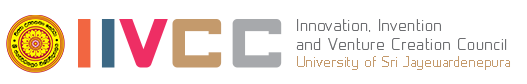 IIVCC
Innovation, Invention
and Venture Creation Council
University of Sri Jayewardenepura